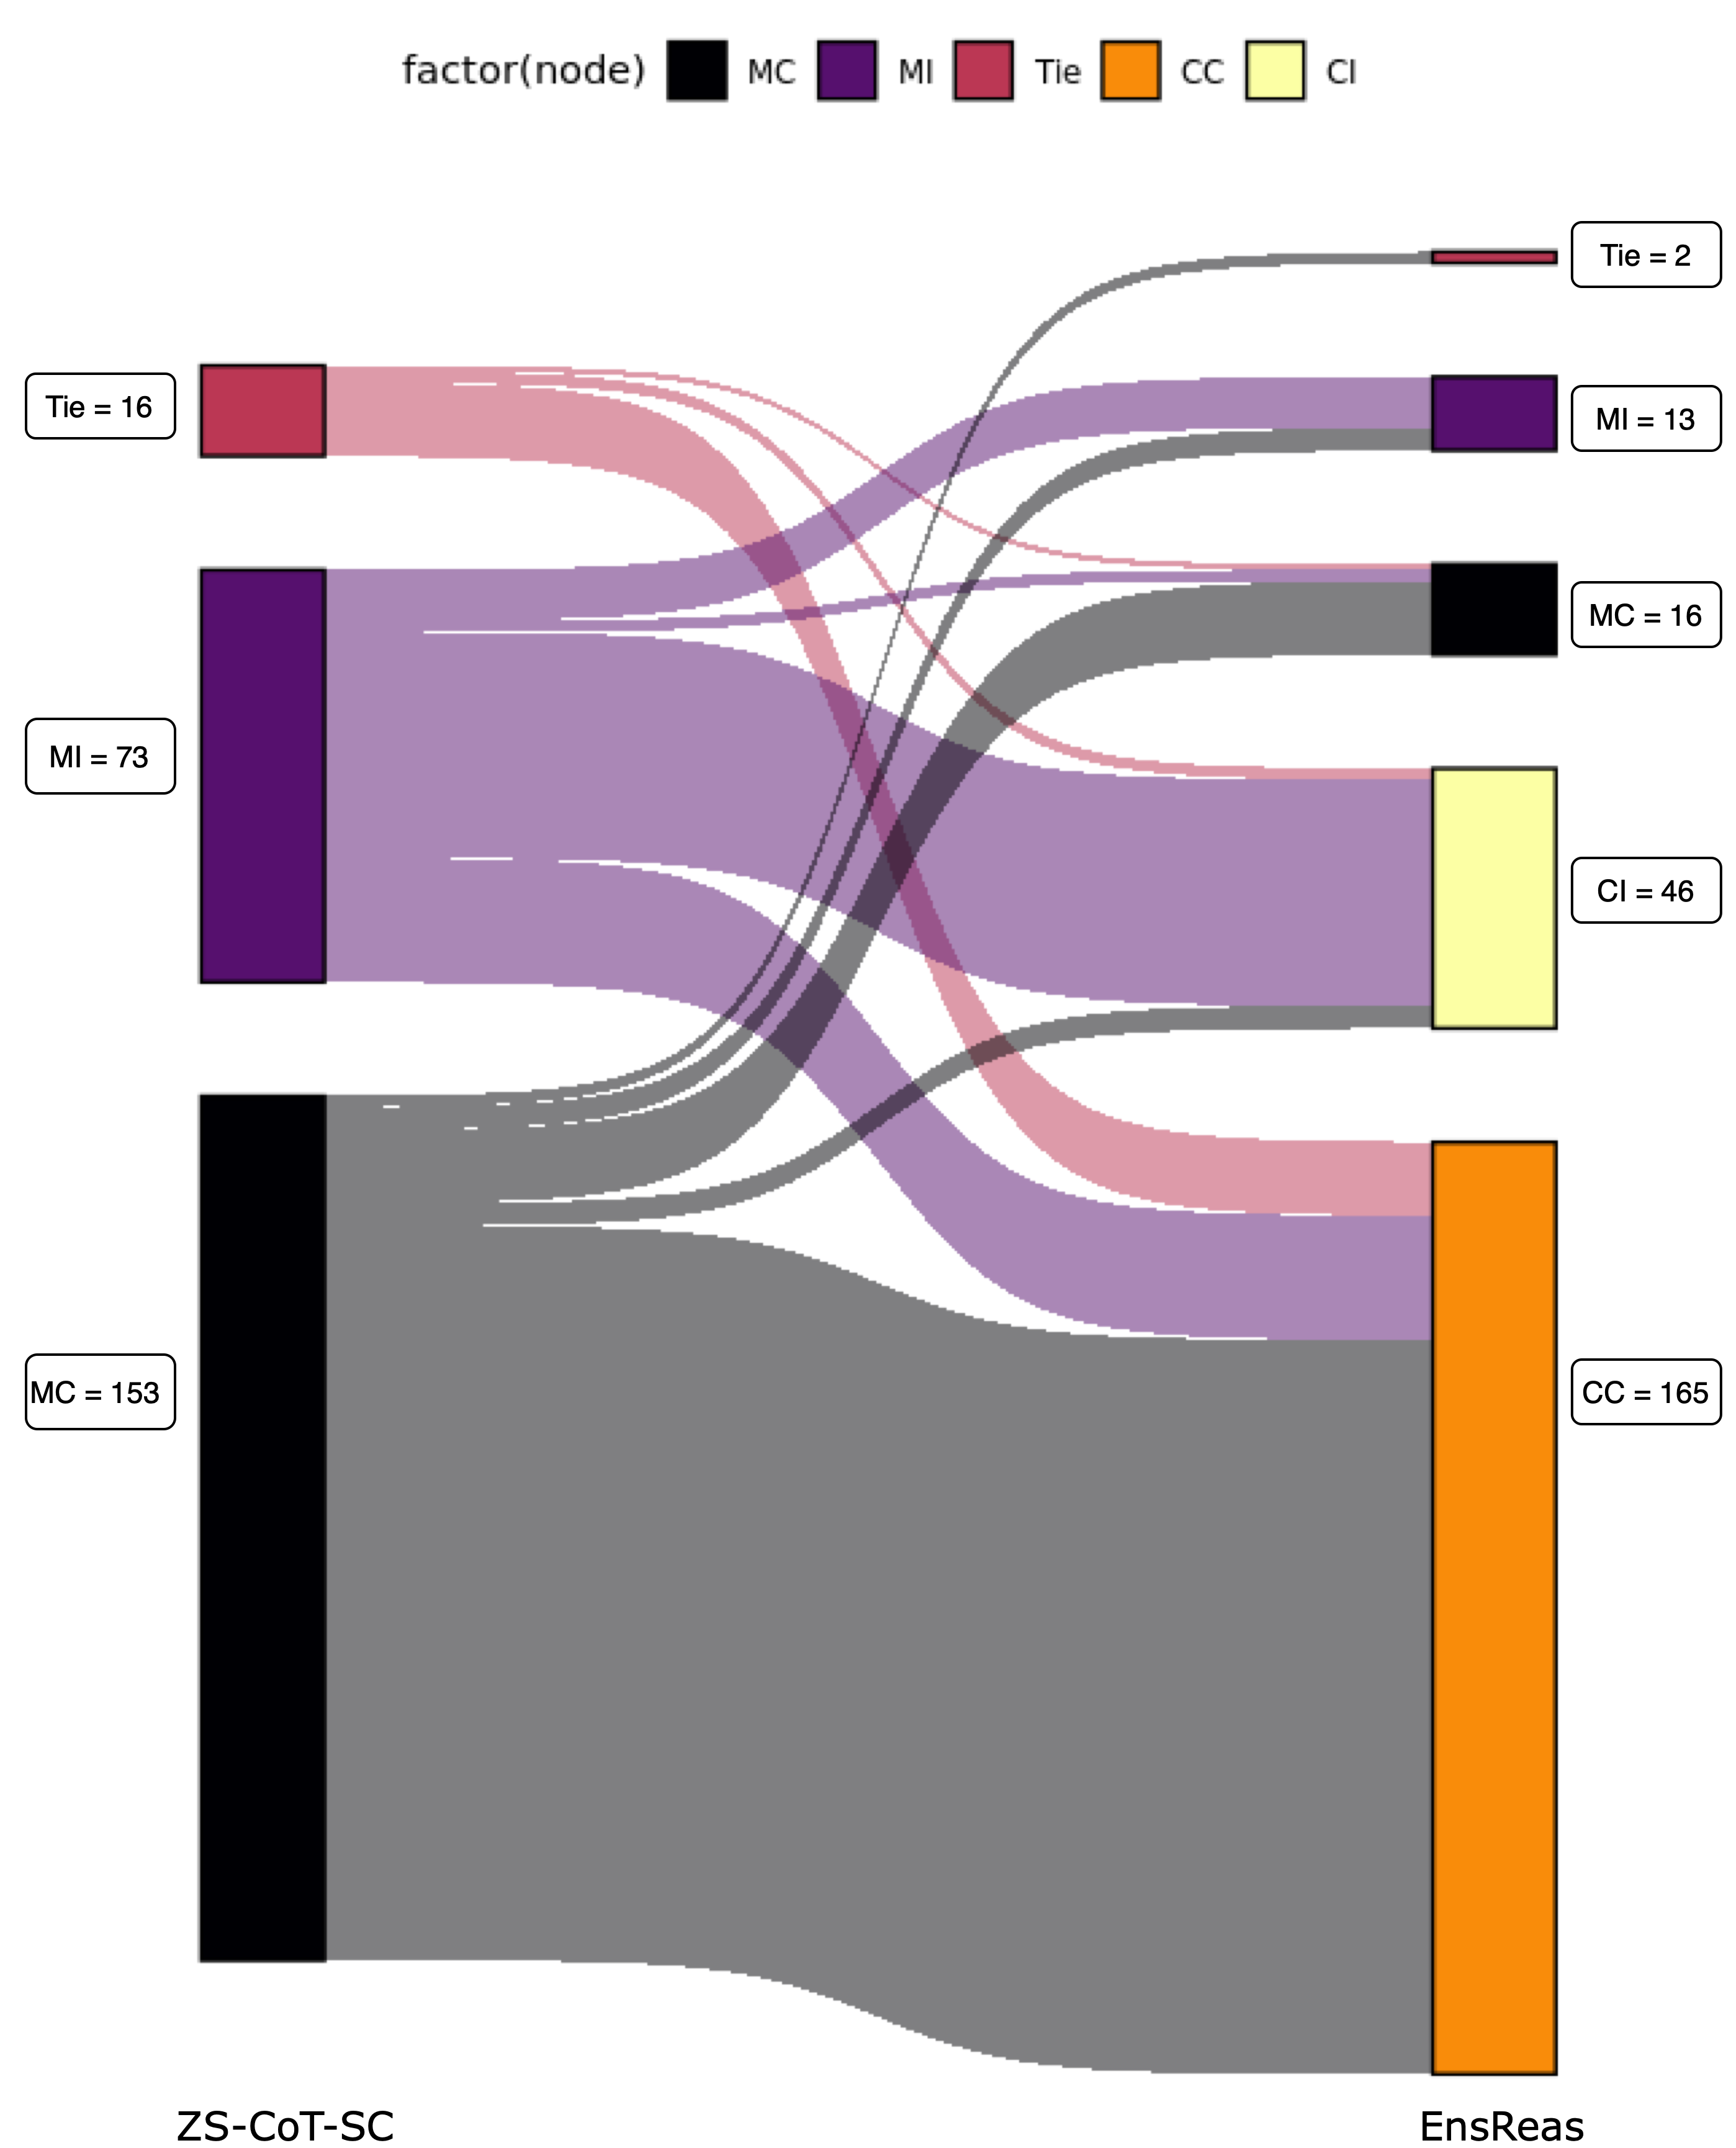 factor(node) MC MI Tie CC CI
Tie = 2
Tie = 16
MI = 13
MC = 16
MI = 73
CI = 46
MC = 153
CC = 165
ZS-CoT-SC
EnsReas